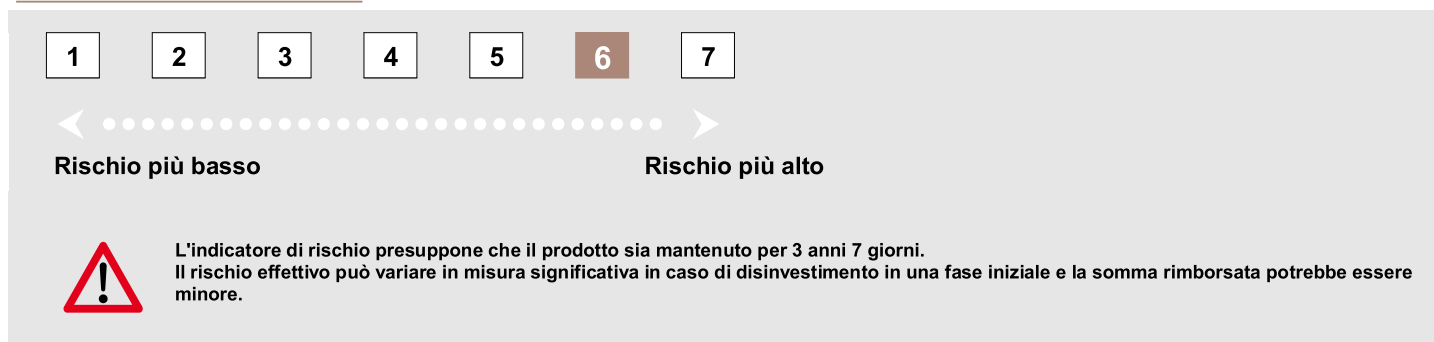 1 2 3 4 5 6 7
Rischio più basso Rischio più alto
L'indicatore di rischio presuppone che il prodotto sia mantenuto per 3 anni 7 giorni.
Il rischio effettivo può variare in misura significativa in caso di disinvestimento in una fase iniziale e la somma rimborsata potrebbe essere
minore.